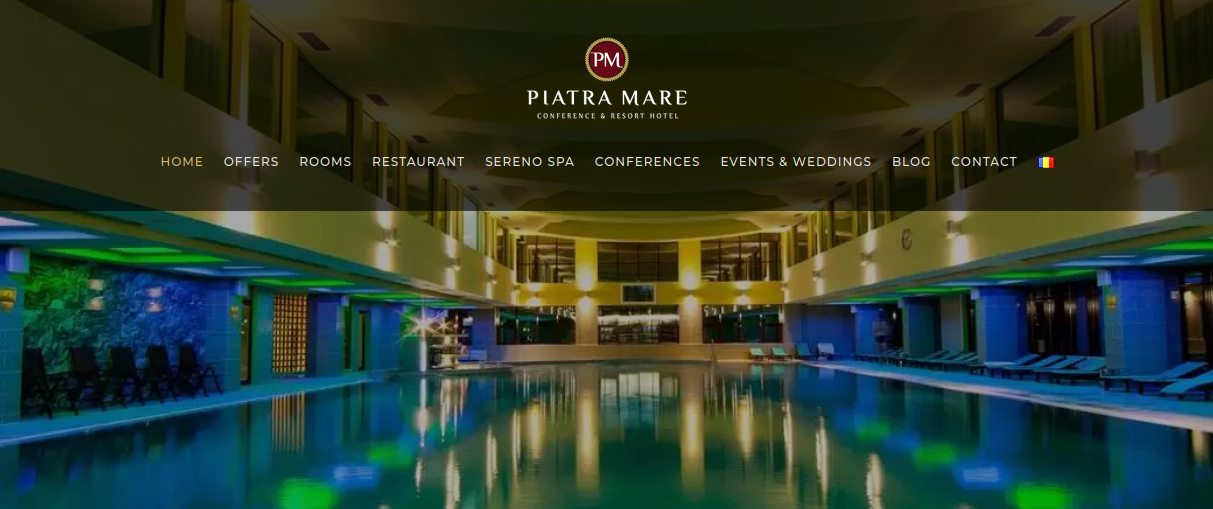 PM
PIATRA MARE
CONFERENCE & RESORT HOTEL
HOME OFFERS ROOMS RESTAURANT SERENO SPA CONFERENCES EVENTS & WEDDINGS BLOG CONTACT